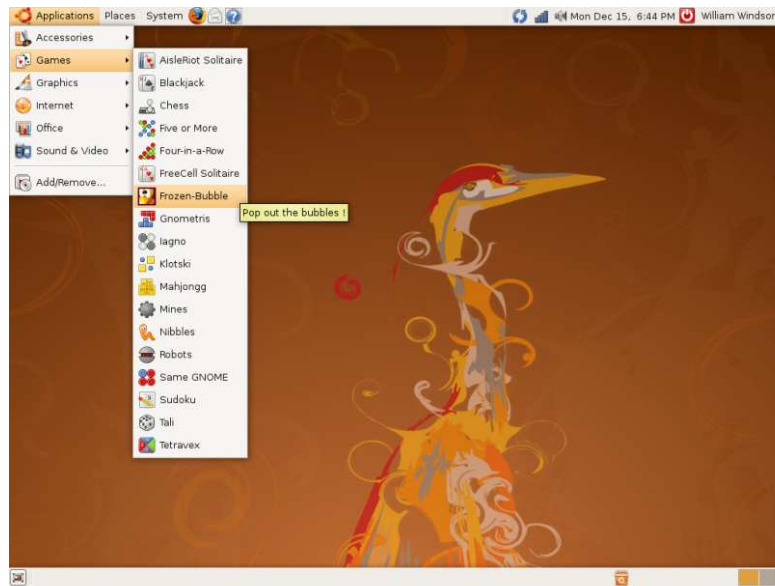 Applications Places System Mon Dec 15, 6:44 PM William Windsor
Accessories
Games
Graphics
Internet
Office
Sound & Video
Add/Remove...
AisleRiot Solitaire
Blackjack
Chess
Five or More
Four-in-a-Row
FreeCell Solitaire
Frozen-Bubble
Pop out the bubbles !
Gnometris
Iagno
Klotski
Mahjongg
Mines
Nibbles
Robots
Same GNOME
Sudoku
Tali
Tetravex